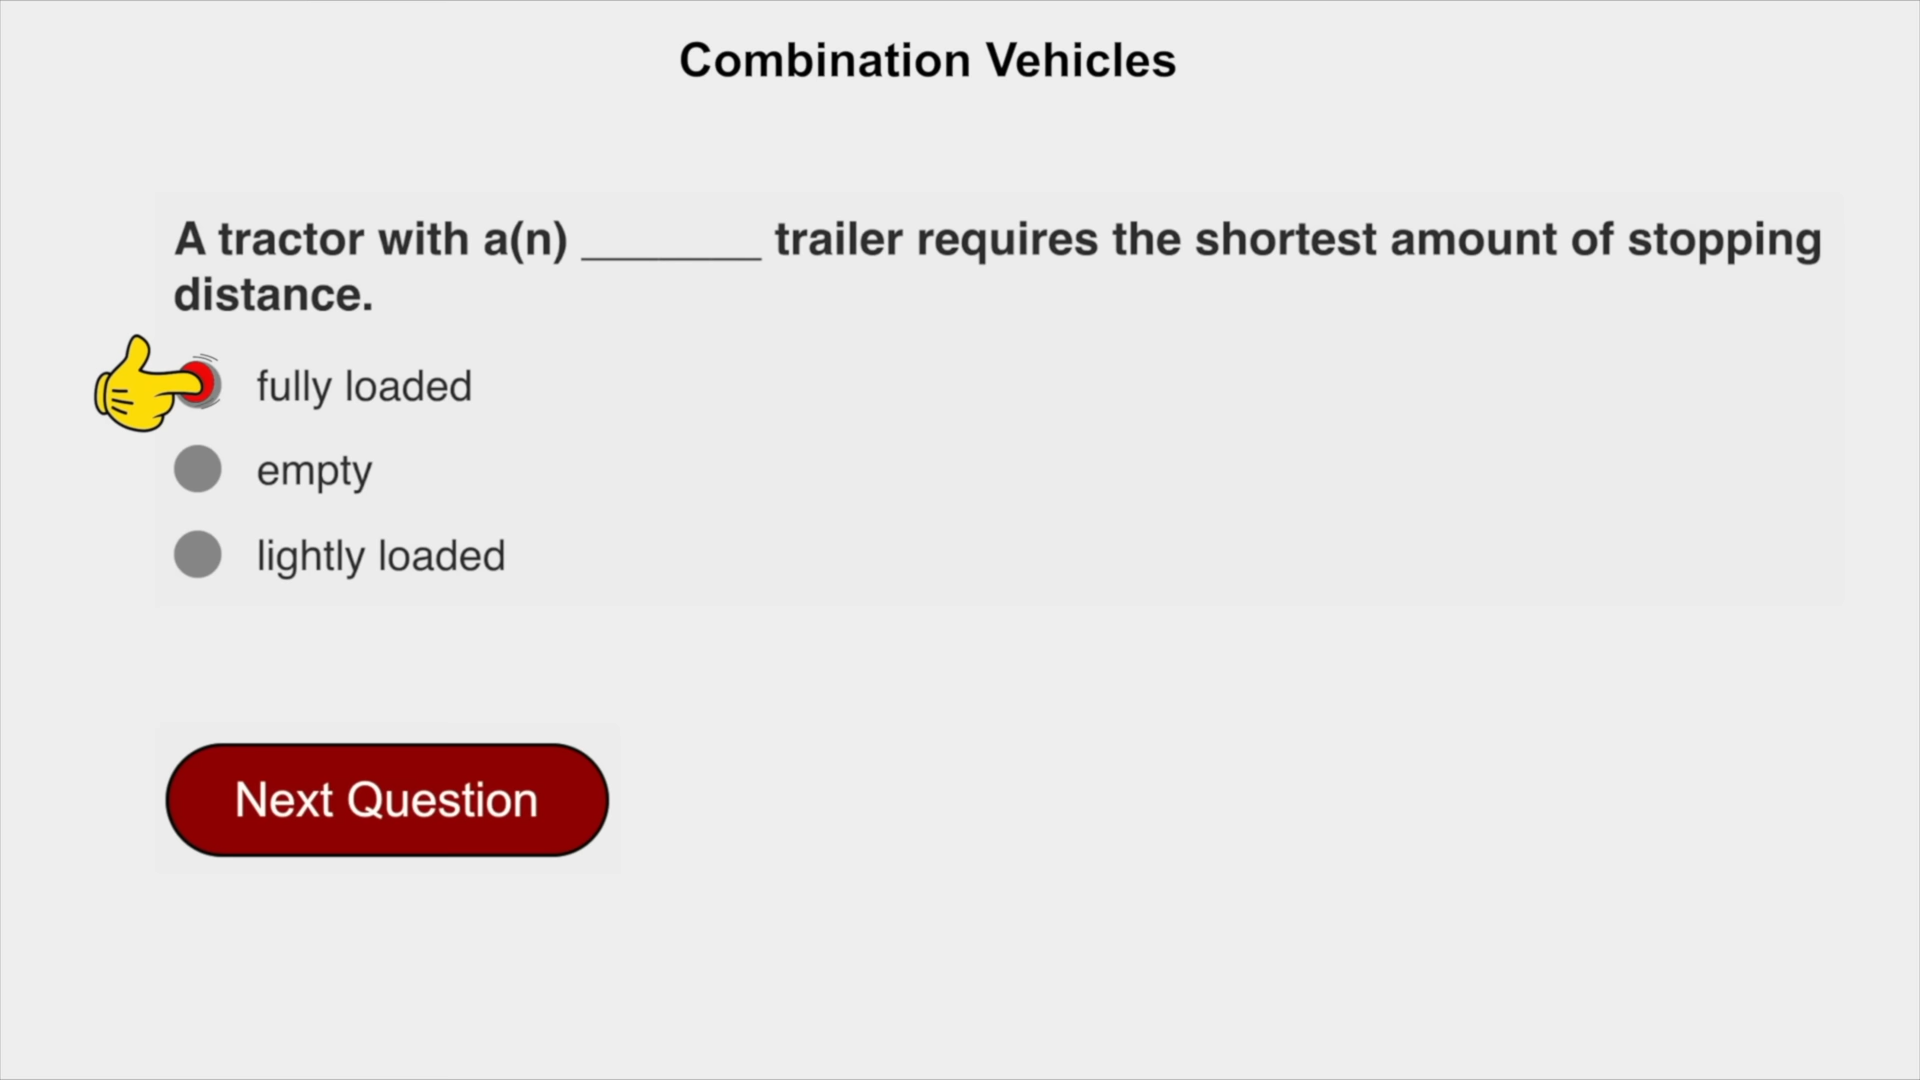 Combination Vehicles
A tractor with a(n) ________ trailer requires the shortest amount of stopping
distance.
fully loaded
empty
lightly loaded
Next Question